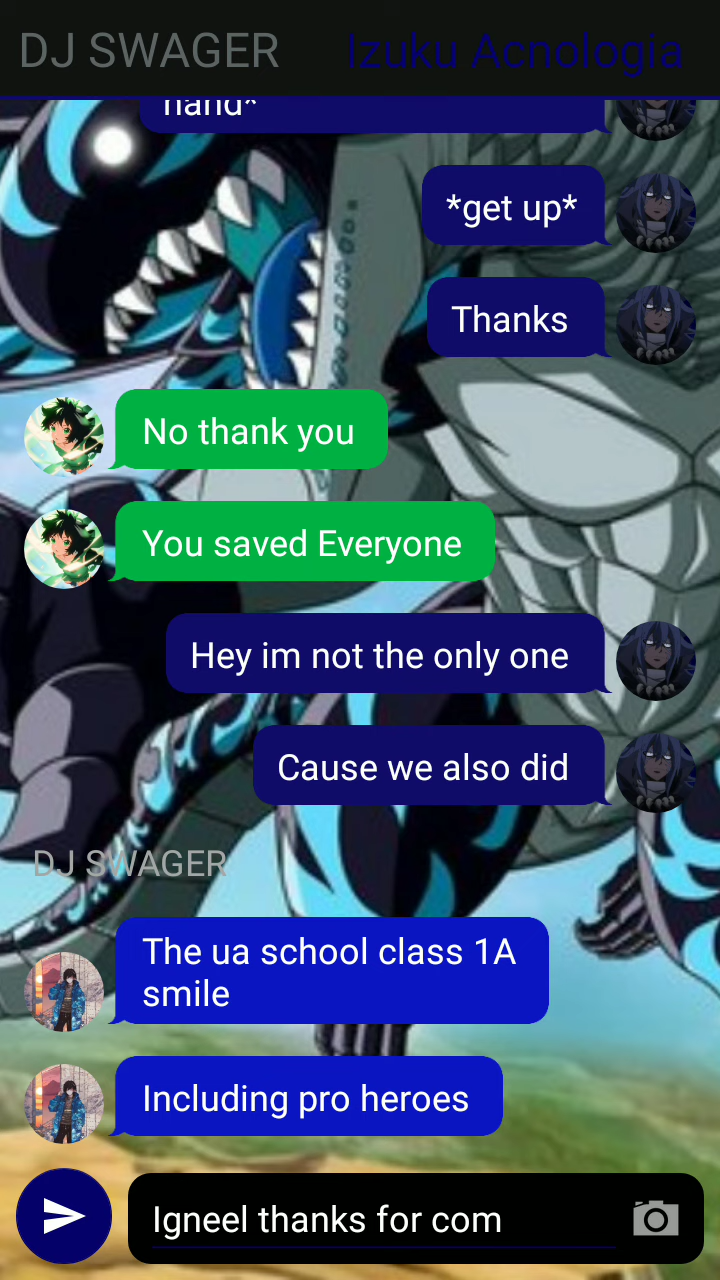 DJ SWAGER Izuku Acnologia
hand*
*get up*
Thanks
No thank you
You saved Everyone
Hey im not the only one
Cause we also did
DJ SWAGER
The ua school class 1A
smile
Including pro heroes
Igneel thanks for com